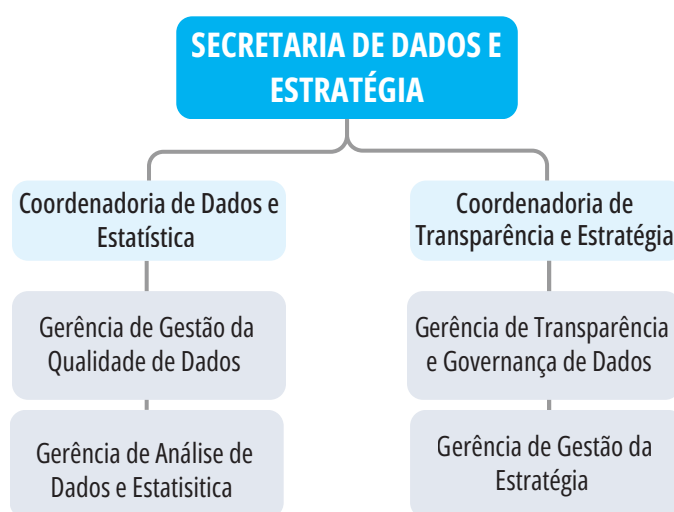 SECRETARIA DE DADOS E
ESTRATÉGIA
Coordenadoria de Dados e
Estatística
Gerência de Gestão da
Qualidade de Dados
Gerência de Análise de
Dados e Estatisitica
Coordenadoria de
Transparência e Estratégia
Gerência de Transparência
e Governança de Dados
Gerência de Gestão da
Estratégia